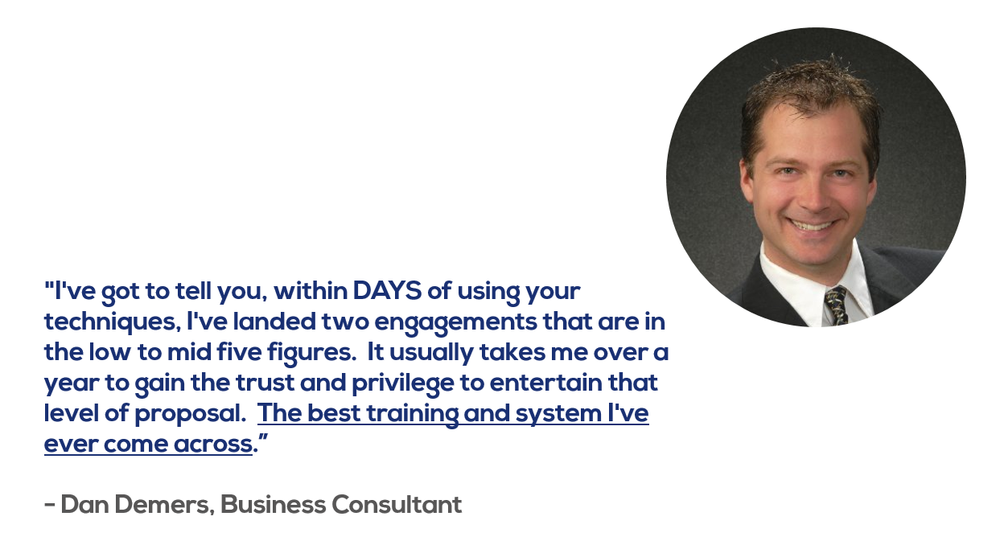 "I've got to tell you, within DAYS of using your
techniques, I've landed two engagements that are in
the low to mid five figures.  It usually takes me over a
year to gain the trust and privilege to entertain that
level of proposal.  The best training and system I've
ever come across.”
– Dan Demers, Business Consultant